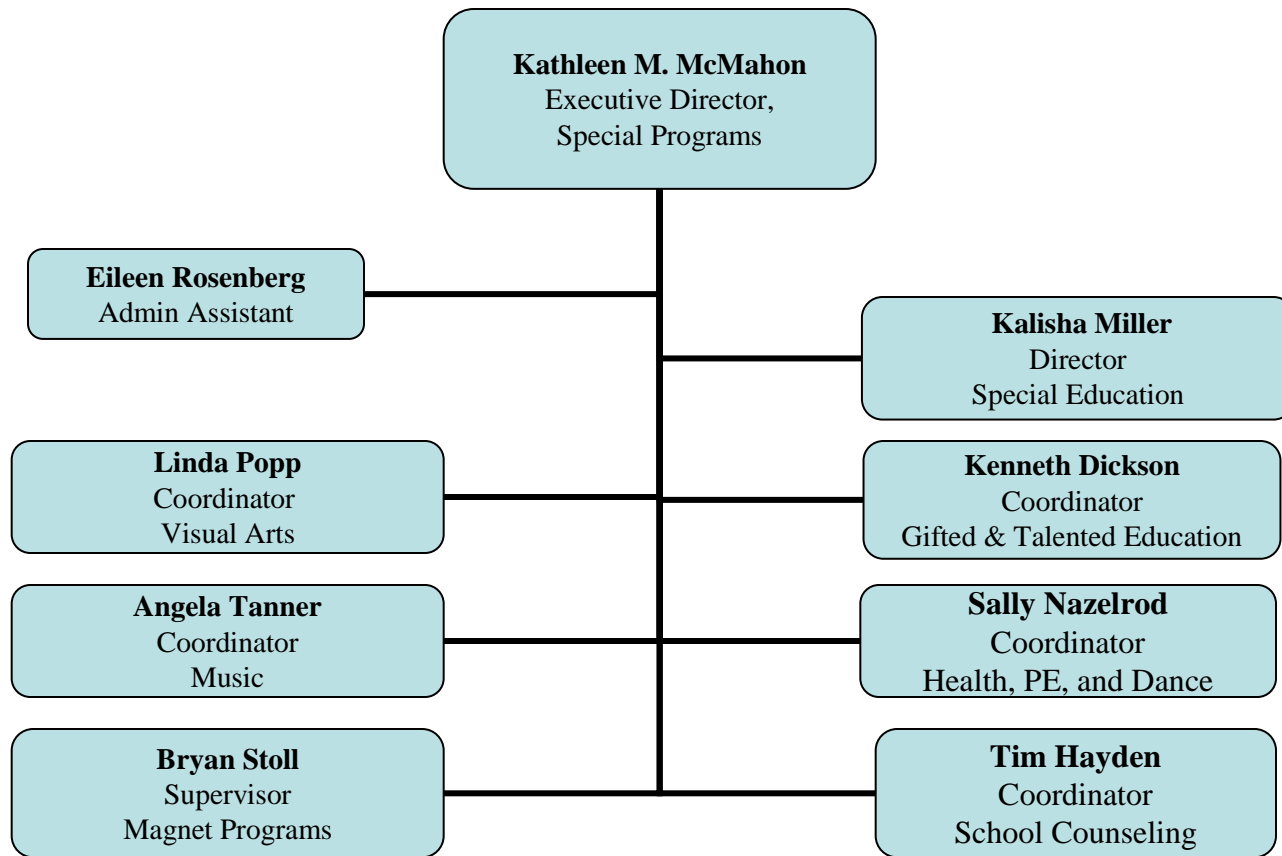 Kathleen M. McMahon
Executive Director,
Special Programs
Eileen Rosenberg
Admin Assistant
Kalisha Miller
Director
Special Education
Linda Popp
Coordinator
Visual Arts
Kenneth Dickson
Coordinator
Gifted & Talented Education
Angela Tanner
Coordinator
Music
Sally Nazelrod
Coordinator
Health, PE, and Dance
Bryan Stoll
Supervisor
Magnet Programs
Tim Hayden
Coordinator
School Counseling